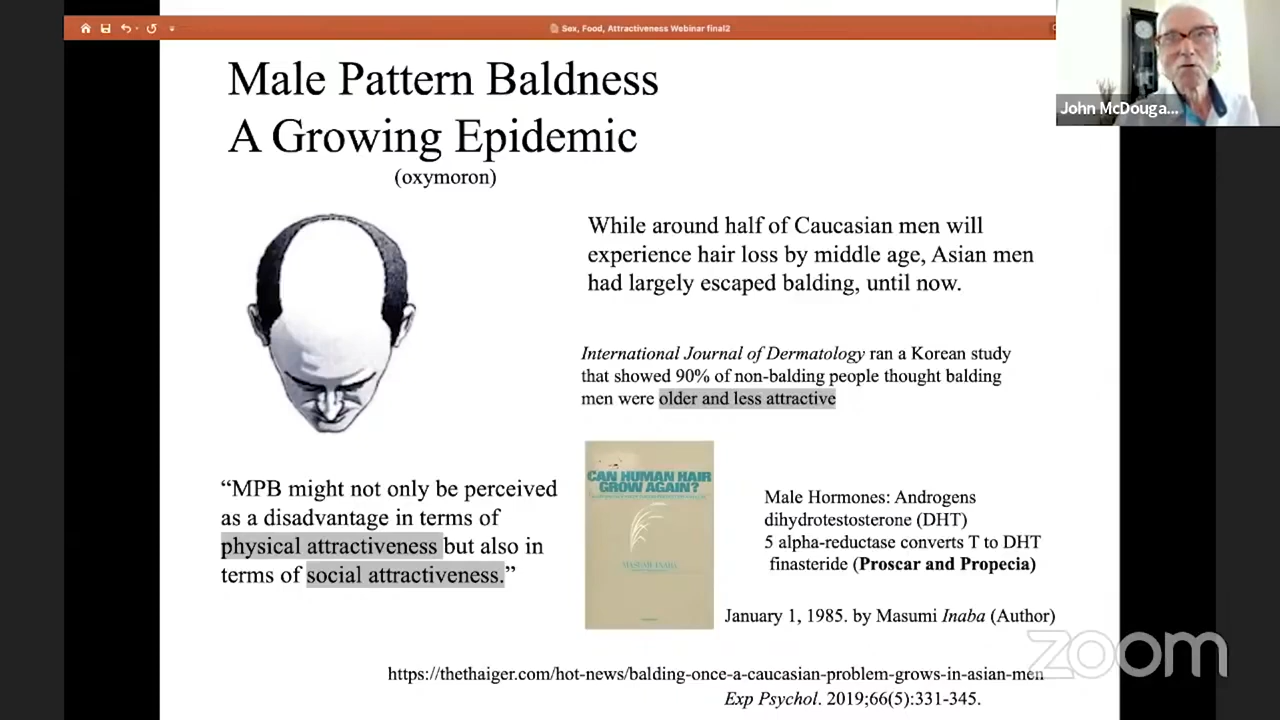 Sex, Food, Attractiveness Webinar final2
John McDouga...
Male Pattern Baldness
A Growing Epidemic
(oxymoron)
While around half of Caucasian men will
experience hair loss by middle age, Asian men
had largely escaped balding, until now.
International Journal of Dermatology ran a Korean study
that showed 90% of non-balding people thought balding
men were older and less attractive
“MPB might not only be perceived
as a disadvantage in terms of
physical attractiveness but also in
terms of social attractiveness.”
CAN HUMAN HAIR
GROW AGAIN?
MASUMI INABA
Male Hormones: Androgens
dihydrotestosterone (DHT)
5 alpha-reductase converts T to DHT
finasteride (Proscar and Propecia)
January 1, 1985. by Masumi Inaba (Author)
zoom
https://thethaiger.com/hot-news/balding-once-a-caucasian-problem-grows-in-asian-men
Exp Psychol. 2019;66(5):331-345.